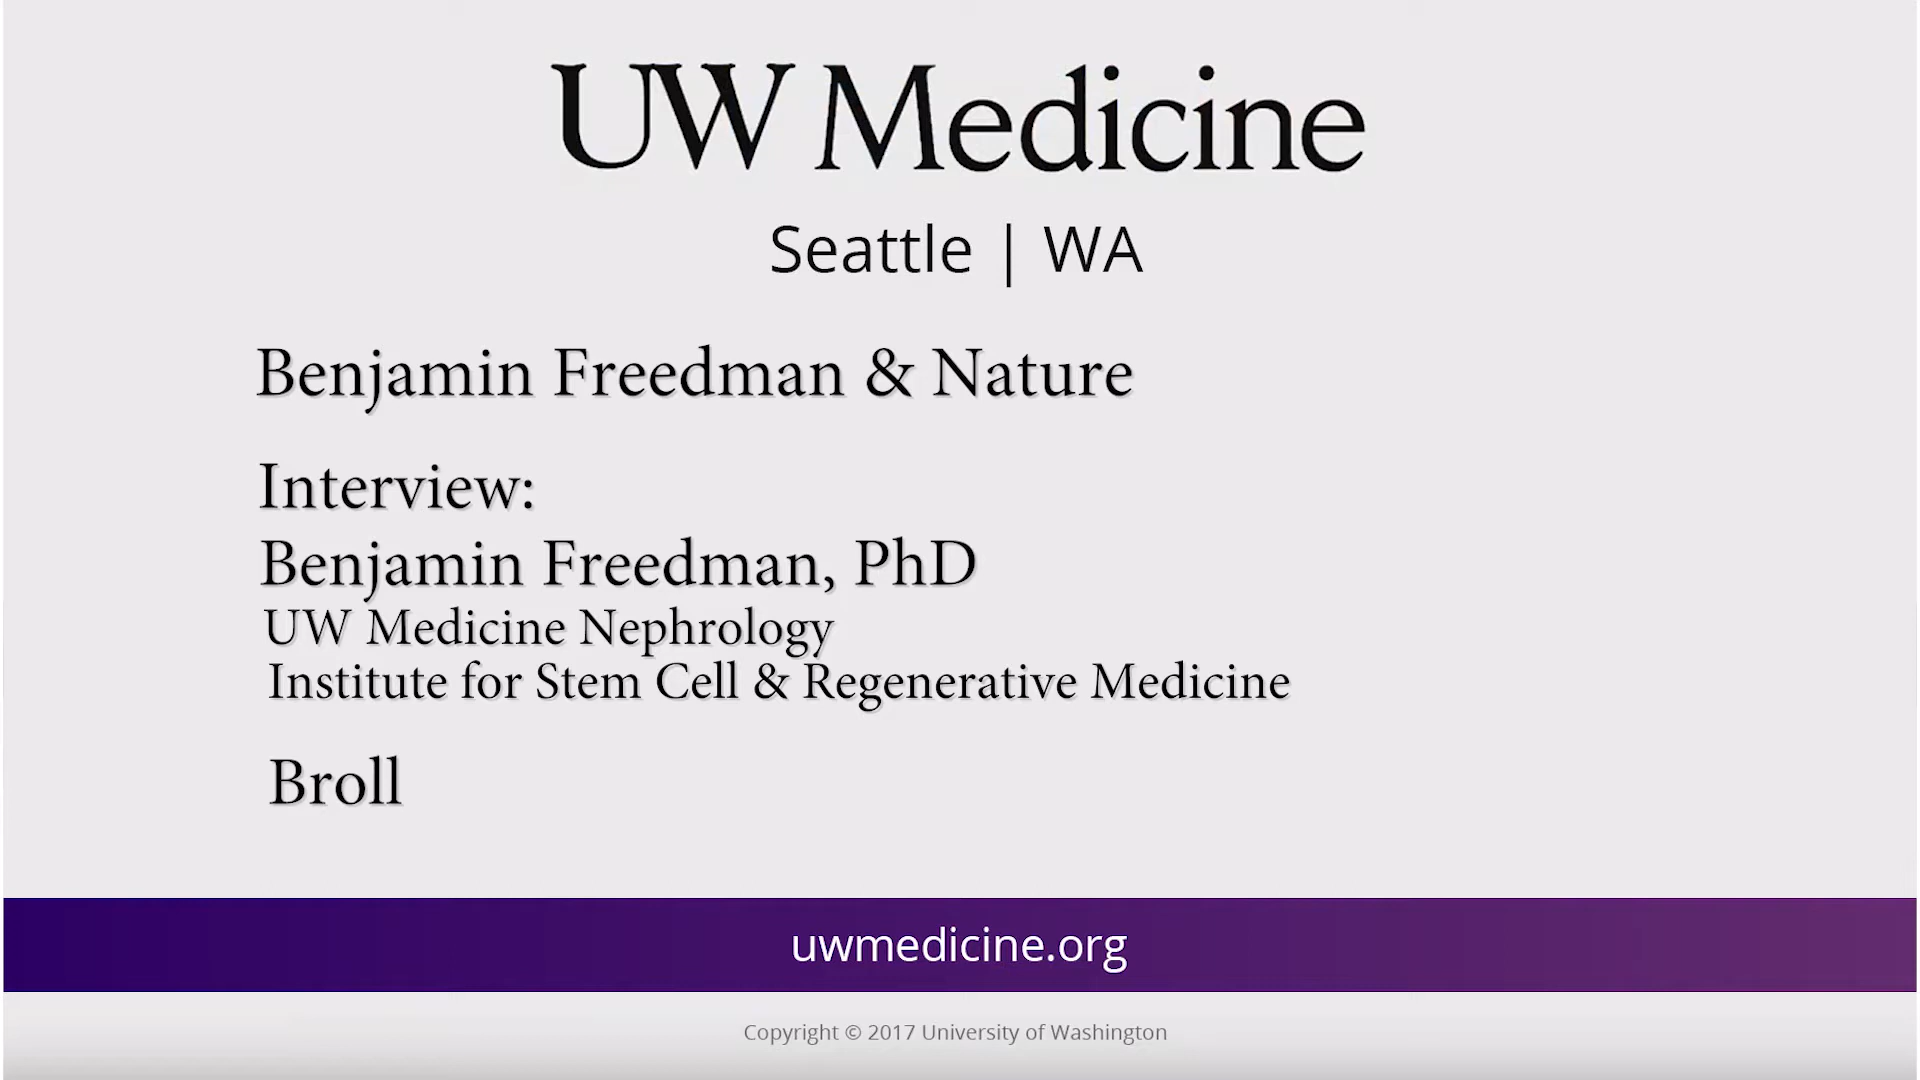 UW Medicine
Seattle | WA
Benjamin Freedman & Nature
Interview:
Benjamin Freedman, PhD
UW Medicine Nephrology
Institute for Stem Cell & Regenerative Medicine
Broll
uwmedicine.org
Copyright © 2017 University of Washington